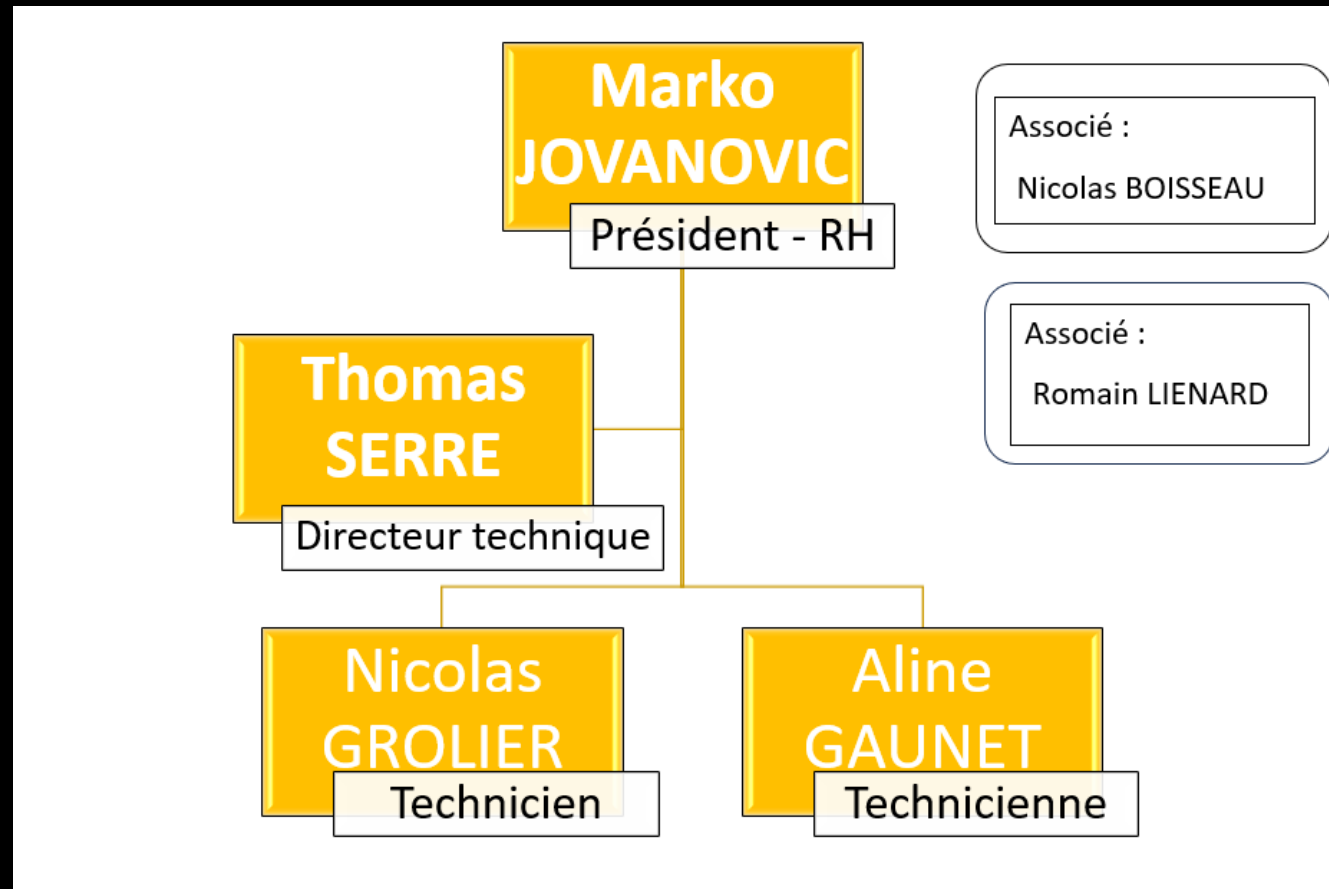 Marko
JOVANOVIC
Président - RH
Associé :
Nicolas BOISSEAU
Associé :
Romain LIENARD
Thomas
SERRE
Directeur technique
Nicolas
GROLIER
Technicien
Aline
GAUNET
Technicienne